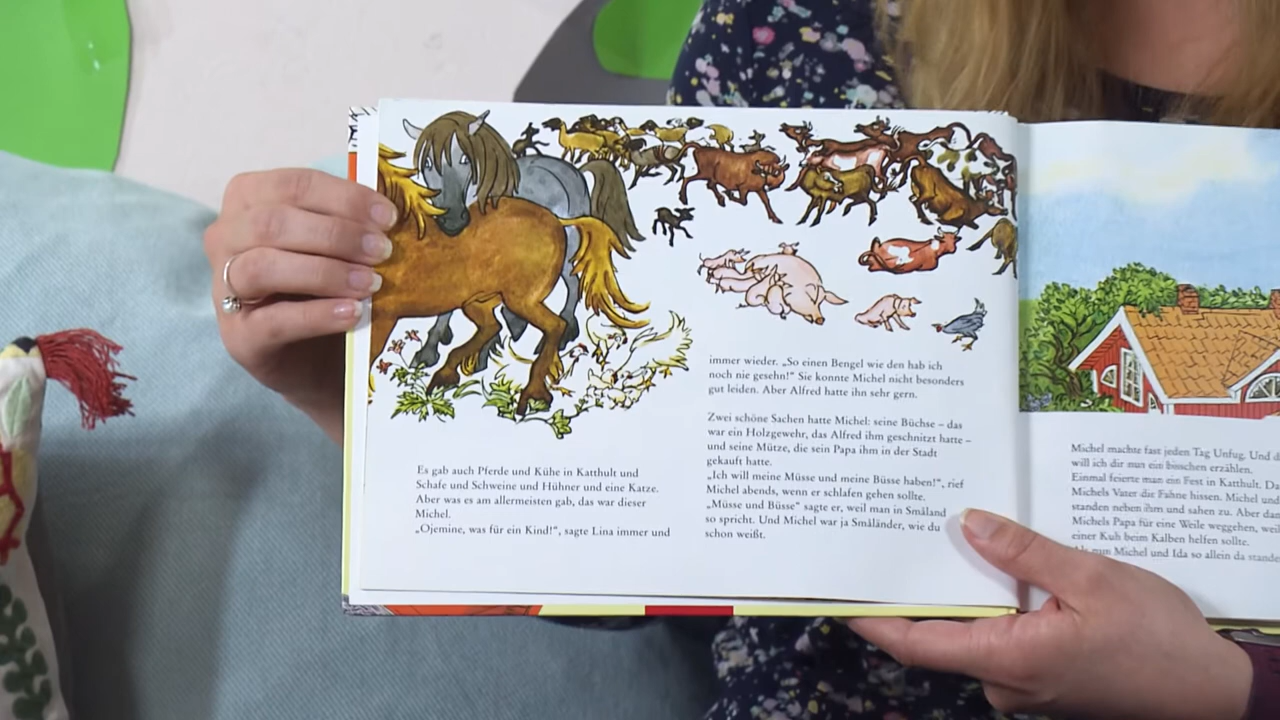 Es gab auch Pferde und Kühe in Katthult und
Schafe und Schweine und Hühner und eine Katze.
Aber was es am allermeisten gab, das war dieser
Michel.
„Ojemine, was für ein Kind!“, sagte Lina immer und
immer wieder. „So einen Bengel wie den hab ich
noch nie gesehn!“ Sie konnte Michel nicht besonders
gut leiden. Aber Alfred hatte ihn sehr gern.
Zwei schöne Sachen hatte Michel: seine Büchse – das
war ein Holzgewehr, das Alfred ihm geschnitzt hatte –
und seine Mütze, die sein Papa ihm in der Stadt
gekauft hatte.
„Ich will meine Müsse und meine Büsse haben!“, rief
Michel abends, wenn er schlafen gehen sollte.
„Müsse und Büsse“ sagte er, weil man in Småland
so spricht. Und Michel war ja Småländer, wie du
schon weißt.
Michel machte fast jeden Tag Unfug. Und
will ich dir nun ein bisschen erzählen.
Einmal feierte man ein Fest in Katthult. Da
Michels Vater die Fahne hissen. Michel und
standen neben ihm und sahen zu. Aber dann
Michels Papa für eine Weile weggehen, weil
einer Kuh beim Kalben helfen sollte.
Als nun Michel und Ida so allein da